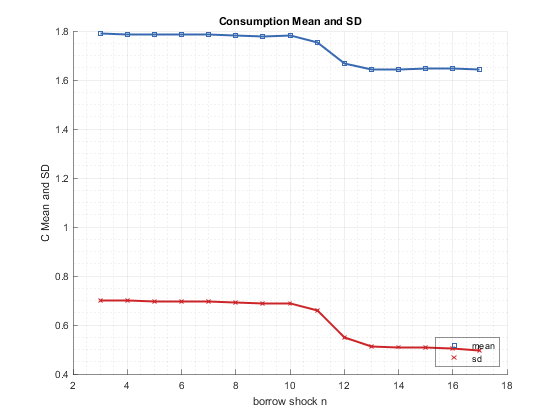 Consumption Mean and SD
1.8
1.6
1.4
1.2
1
0.8
0.6
0.4
C Mean and SD
2 4 6 8 10 12 14 16 18
borrow shock n
mean
sd